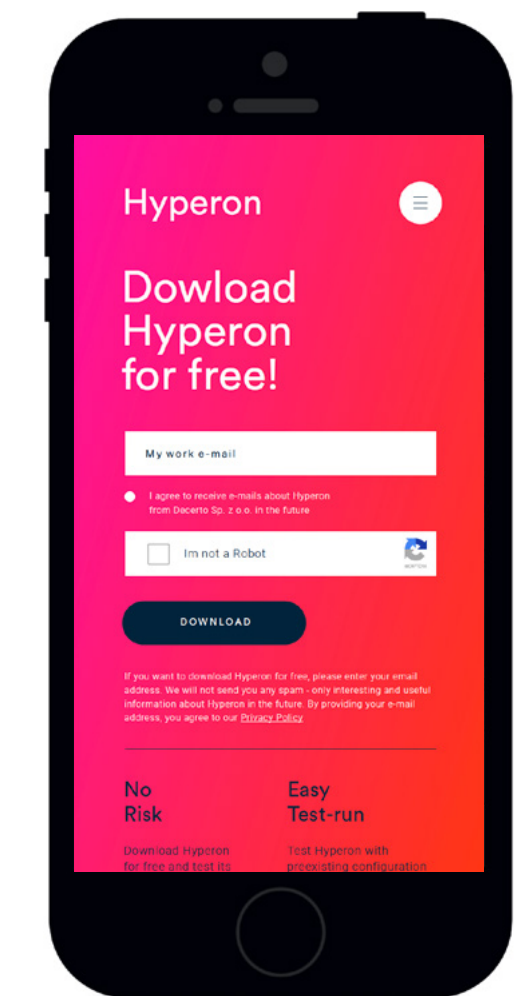 Hyperon
Dowload
Hyperon
for free!
My work e-mail
I agree to receive e-mails about Hyperon
from Decerto Sp. z o.o. in the future
Im not a Robot
DOWNLOAD
If you want to download Hyperon for free, please enter your email
address. We will not send you any spam - only interesting and useful
information about Hyperon in the future. By providing your e-mail
address, you agree to our Privacy Policy
No
Risk
Easy
Test-run
Download Hyperon
for free and test its
Test Hyperon with
preexisting configuration